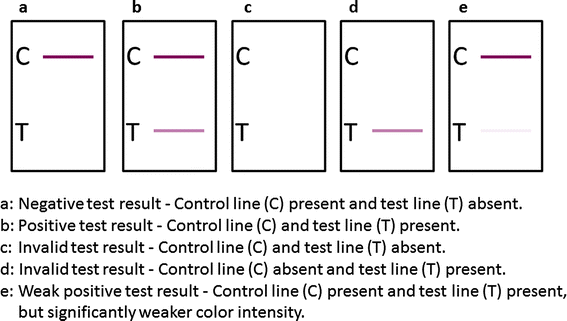 a b c d e
C C C C C
T T T T T
a: Negative test result - Control line (C) present and test line (T) absent.
b: Positive test result - Control line (C) and test line (T) present.
c: Invalid test result - Control line (C) and test line (T) absent.
d: Invalid test result - Control line (C) absent and test line (T) present.
e: Weak positive test result - Control line (C) present and test line (T) present,
but significantly weaker color intensity.